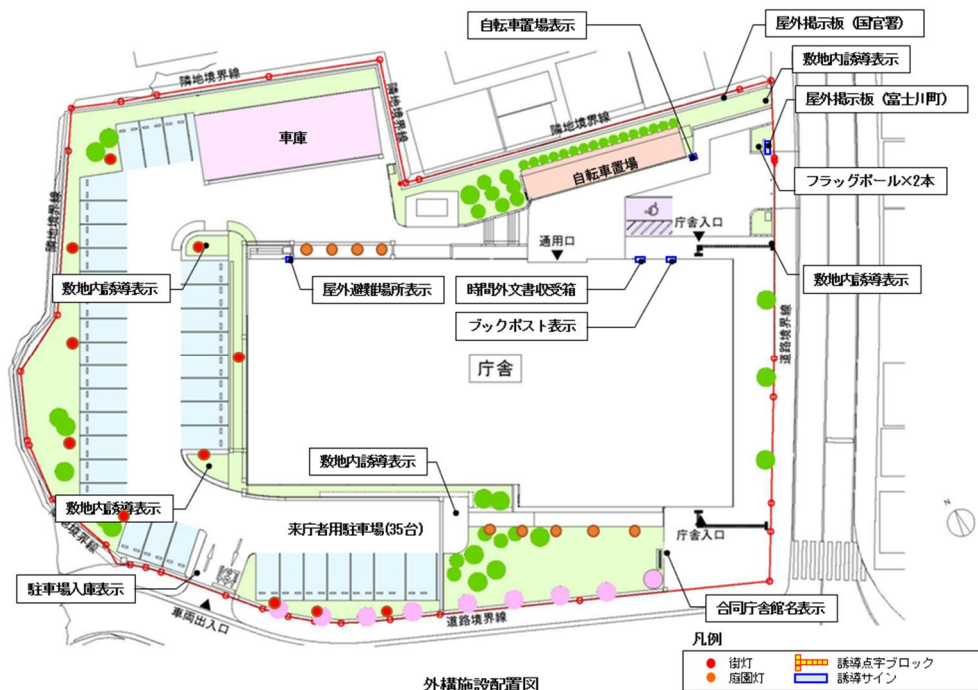 自転車置場表示
屋外掲示板（国官署）
敷地内誘導表示
屋外掲示板（富士川町）
フラッグポール×2本
隣地境界線
隣地境界線
隣地境界線
隣地境界線
車庫
自転車置場
庁舎入口
通用口
敷地内誘導表示
屋外避難場所表示
時間外文書収受箱
敷地内誘導表示
ブックポスト表示
道路境界線
庁舎
敷地内誘導表示
敷地内誘導表示
来庁者用駐車場(35台)
隣地境界線
庁舎入口
N
駐車場入庫表示
車両出入口
道路境界線
合同庁舎館名表示
凡例
街灯
誘導点字ブロック
庭園灯
誘導サイン
外構施設配置図